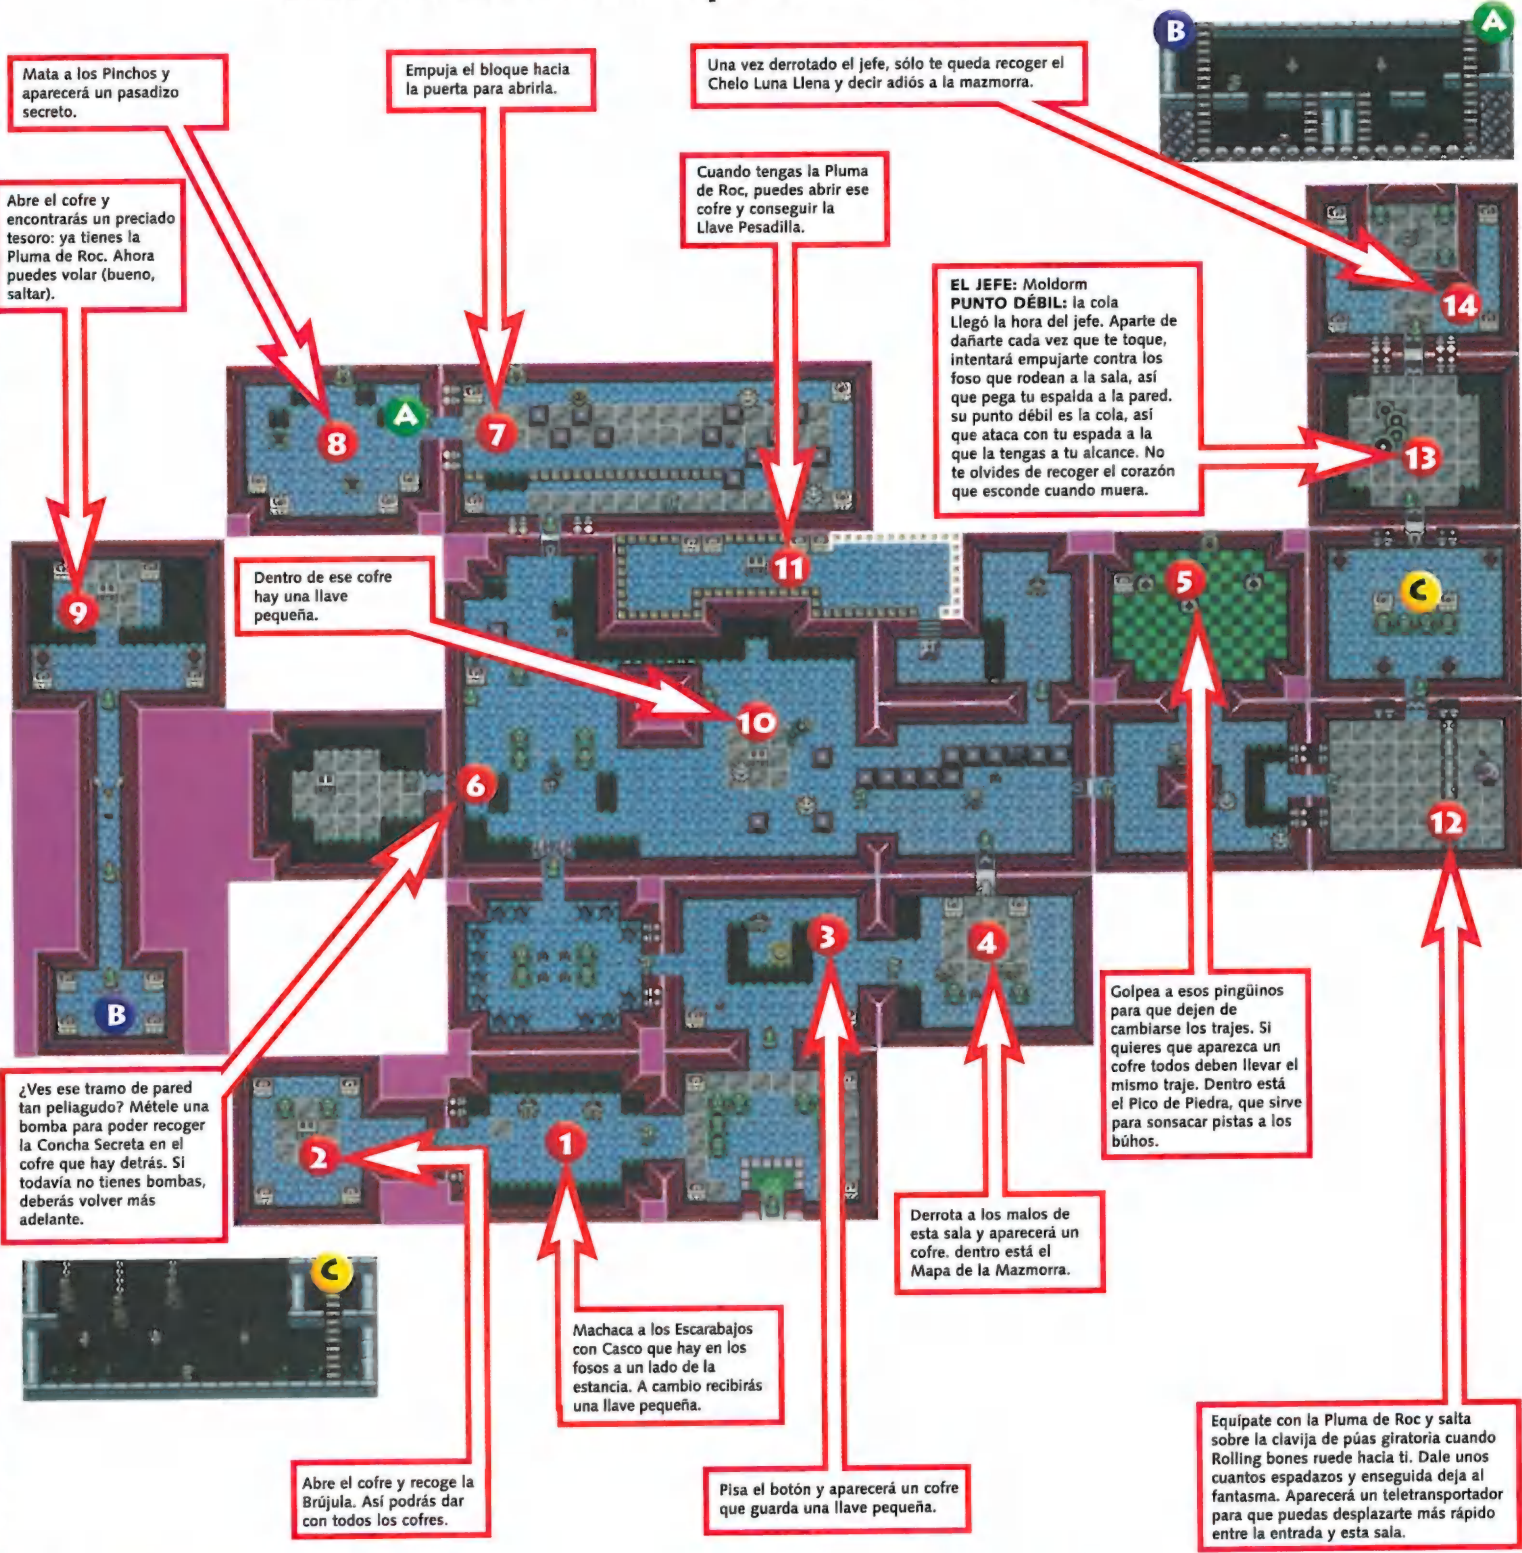 B
A
Mata a los Pinchos y
aparecerá un pasadizo
secreto.
Empuja el bloque hacia
la puerta para abrirla.
Una vez derrotado el jefe, sólo te queda recoger el
Chelo Luna Llena y decir adiós a la mazmorra.
Cuando tengas la Pluma
de Roc, puedes abrir ese
cofre y conseguir la
Llave Pesadilla.
Abre el cofre y
encontrarás un preciado
tesoro: ya tienes la
Pluma de Roc. Ahora
puedes volar (bueno,
saltar).
EL JEFE: Moldorm
PUNTO DÉBIL: la cola
Llegó la hora del jefe. Aparte de
dañarte cada vez que te toque,
intentará empujarte contra los
foso que rodean a la sala, así
que pega tu espalda a la pared.
su punto débil es la cola, así
que ataca con tu espada a la
que la tengas a tu alcance. No
te olvides de recoger el corazón
que esconde cuando muera.
14
8
A
7
13
9
Dentro de ese cofre
hay una llave
pequeña.
11
5
C
10
6
12
3
4
B
¿Ves ese tramo de pared
tan peliagudo? Métele una
bomba para poder recoger
la Concha Secreta en el
cofre que hay detrás. Si
todavía no tienes bombas,
deberás volver más
adelante.
2
1
Golpea a esos pingüinos
para que dejen de
cambiarse los trajes. Si
quieres que aparezca un
cofre todos deben llevar el
mismo traje. Dentro está
el Pico de Piedra, que sirve
para sonsacar pistas a los
búhos.
Derrota a los malos de
esta sala y aparecerá un
cofre. dentro está el
Mapa de la Mazmorra.
C
Machaca a los Escarabajos
con Casco que hay en los
fosos a un lado de la
estancia. A cambio recibirás
una llave pequeña.
Abre el cofre y recoge la
Brújula. Así podrás dar
con todos los cofres.
Pisa el botón y aparecerá un cofre
que guarda una llave pequeña.
Equípate con la Pluma de Roc y salta
sobre la clavija de púas giratoria cuando
Rolling bones ruede hacia ti. Dale unos
cuantos espadazos y enseguida deja al
fantasma. Aparecerá un teletransportador
para que puedas desplazarte más rápido
entre la entrada y esta sala.